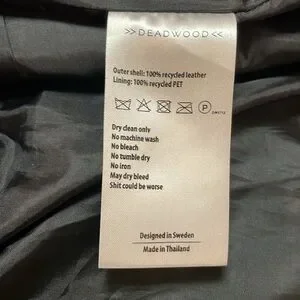 >>DEADWOOD<<
Outer shell: 100% recycled leather
Lining: 100% recycled PET
P
Dry clean only
No machine wash
No bleach
No tumble dry
No iron
May dry bleed
Shit could be worse
Designed in Sweden
Made in Thailand